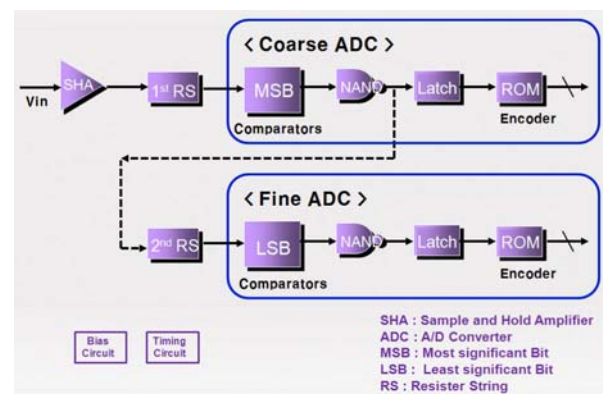 < Coarse ADC >
Vin
SHA
1st RS
MSB
Comparators
NAND
Latch
ROM
Encoder
< Fine ADC >
2nd RS
LSB
Comparators
NAND
Latch
ROM
Encoder
Bias
Circuit
Timing
Circuit
SHA : Sample and Hold Amplifier
ADC : A/D Converter
MSB : Most significant Bit
LSB : Least significant Bit
RS : Resister String